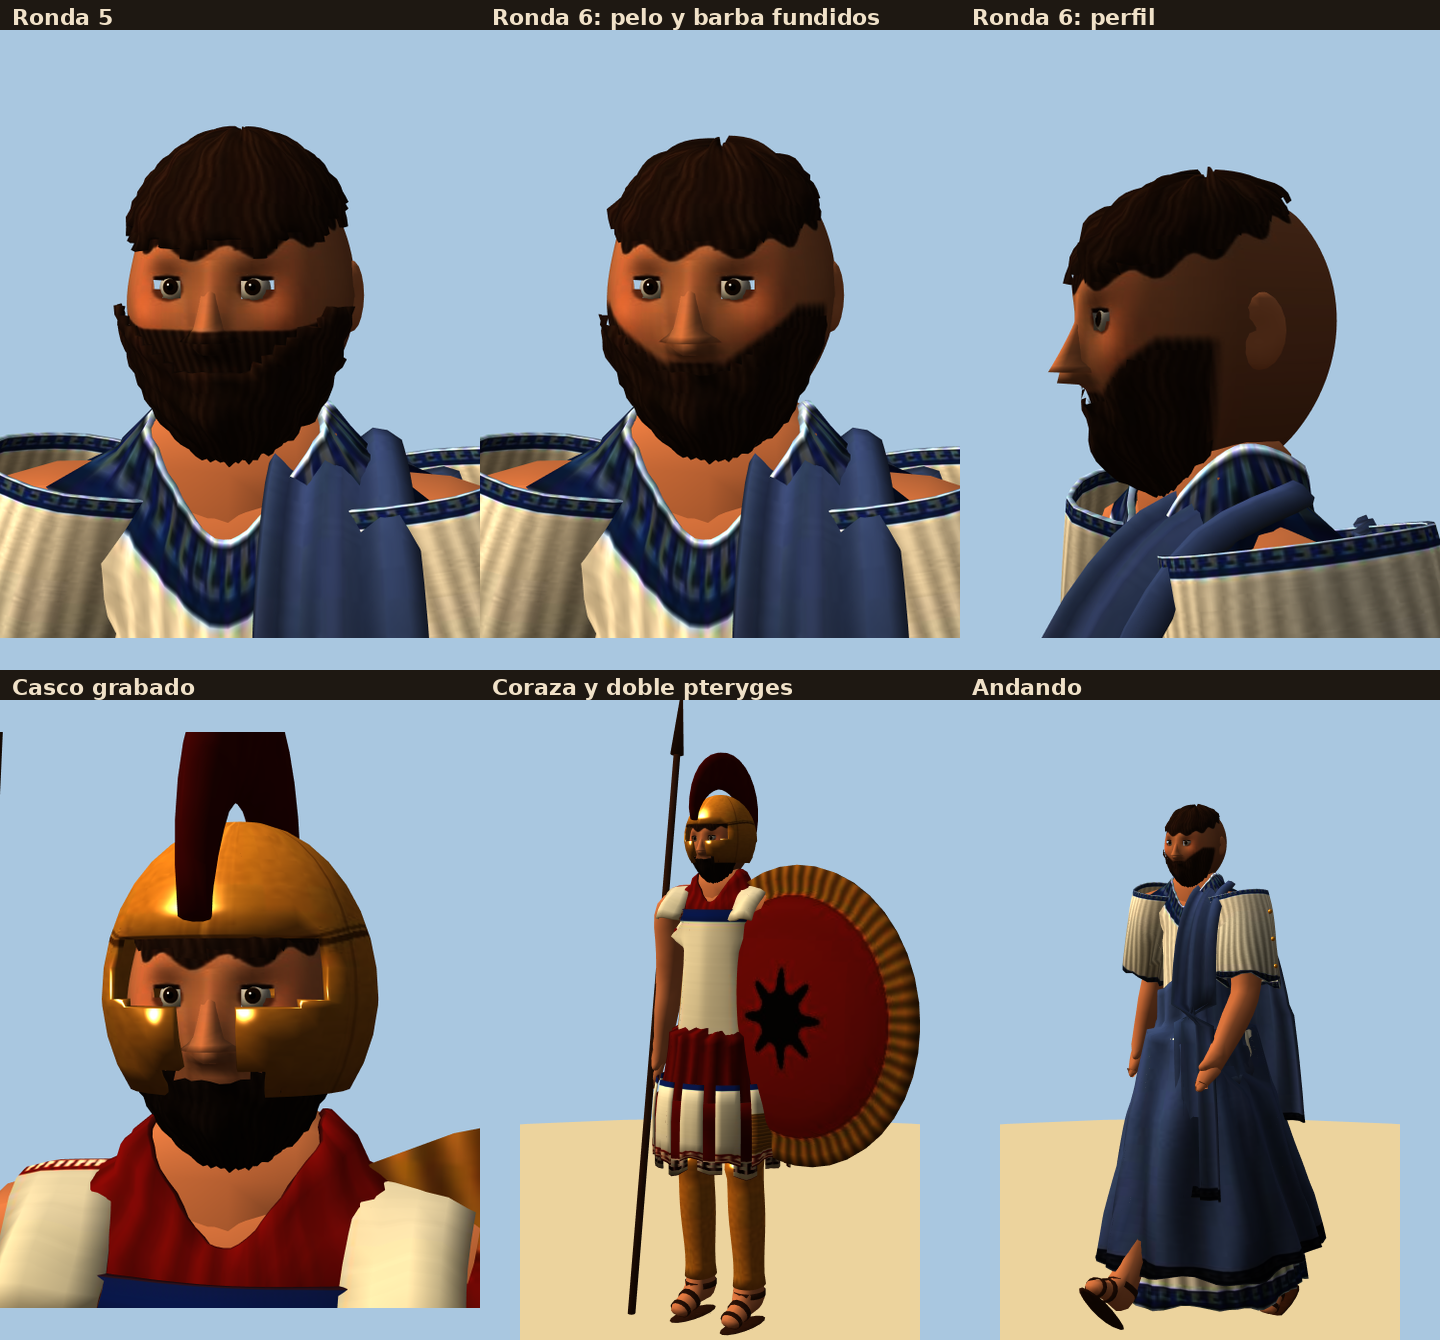 Ronda 5
Ronda 6: pelo y barba fundidos
Ronda 6: perfil
Casco grabado
Coraza y doble pteryges
Andando